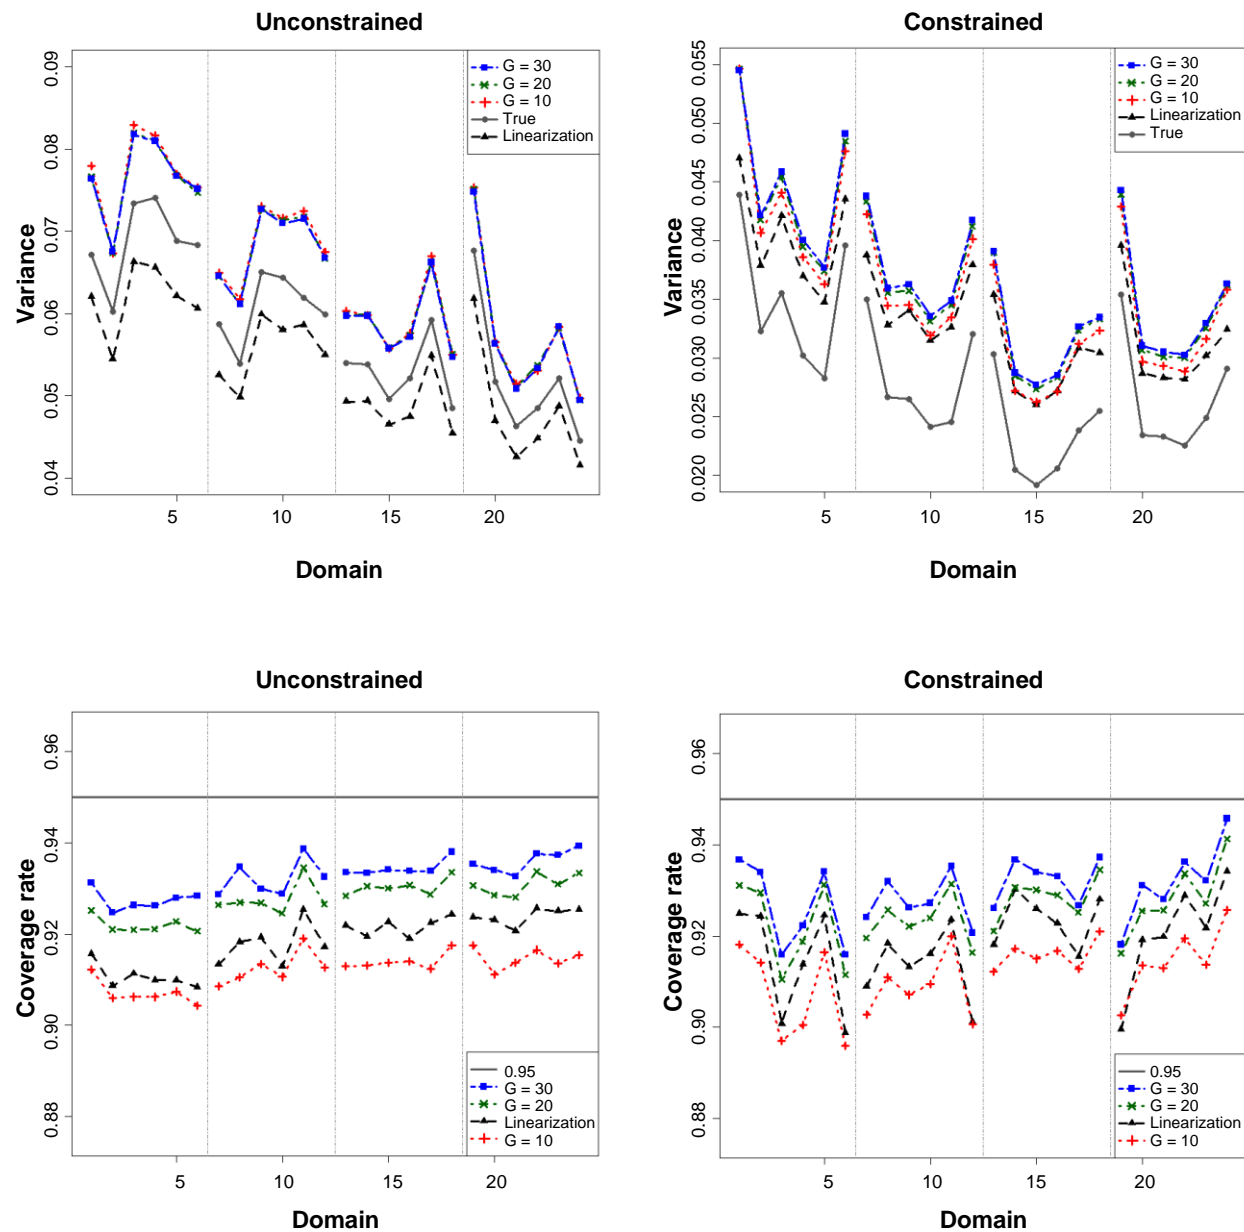 Unconstrained
0.09
0.08
0.07
0.06
0.05
0.04
Variance
G = 30
G = 20
G = 10
True
Linearization
5
10
15
20
Domain
Constrained
0.055
0.050
0.045
0.040
0.035
0.030
0.025
0.020
Variance
G = 30
G = 20
G = 10
Linearization
True
5
10
15
20
Domain
Unconstrained
0.96
0.94
0.92
0.90
0.88
Coverage rate
0.95
G = 30
G = 20
Linearization
G = 10
5
10
15
20
Domain
Constrained
0.96
0.94
0.92
0.90
0.88
Coverage rate
0.95
G = 30
G = 20
Linearization
G = 10
5
10
15
20
Domain